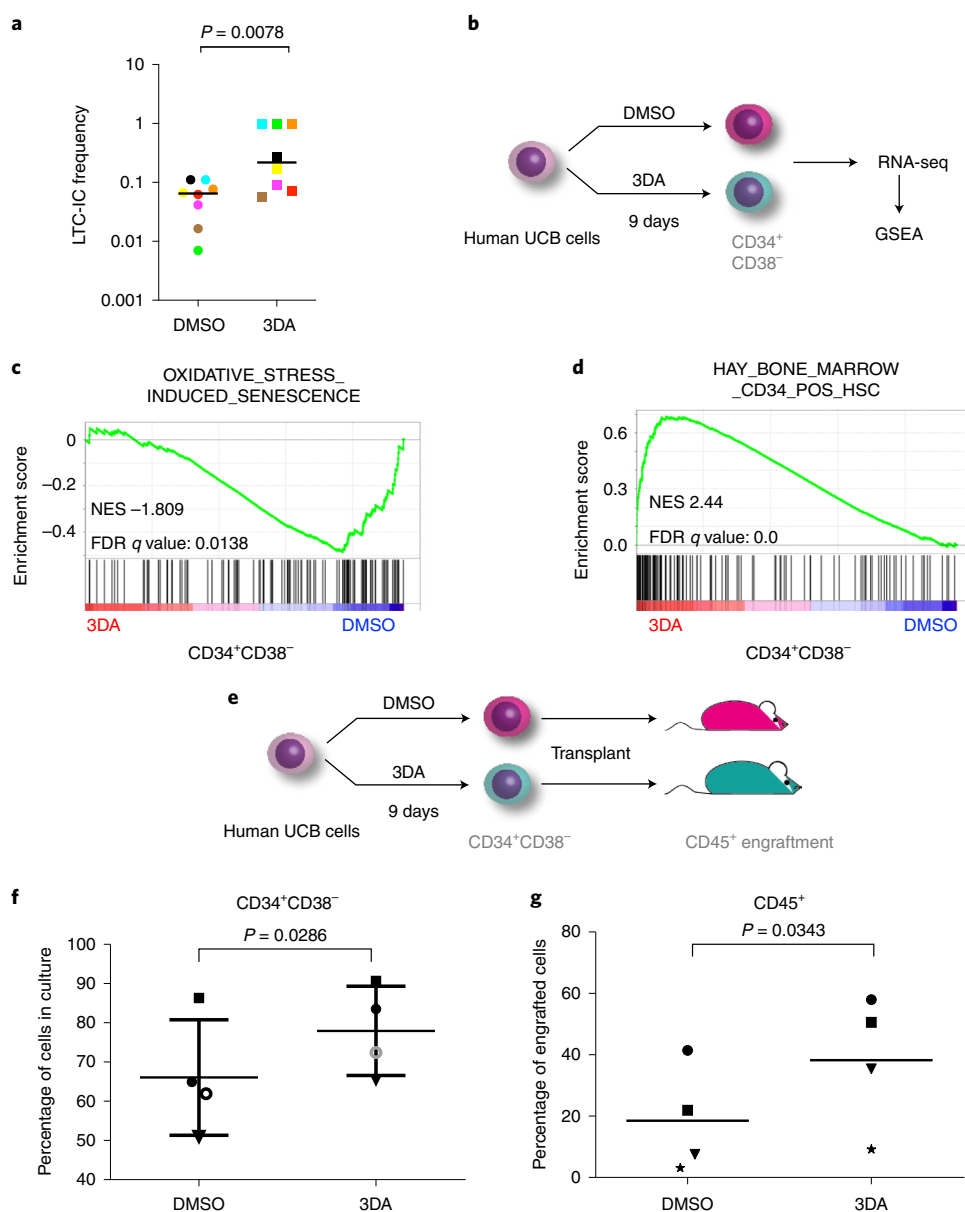 a
P = 0.0078
LTC-IC frequency
10
1
0.1
0.01
0.001
DMSO
3DA
b
DMSO
3DA
9 days
Human UCB cells
CD34+
CD38−
RNA-seq
GSEA
c
OXIDATIVE_STRESS_
INDUCED_SENESCENCE
Enrichment score
0
−0.2
−0.4
NES −1.809
FDR q value: 0.0138
3DA
DMSO
CD34+CD38−
d
HAY_BONE_MARROW
_CD34_POS_HSC
Enrichment score
0.6
0.3
0.0
NES 2.44
FDR q value: 0.0
3DA
DMSO
CD34+CD38−
e
DMSO
3DA
9 days
Human UCB cells
CD34+CD38−
Transplant
CD45+ engraftment
f
CD34+CD38−
P = 0.0286
Percentage of cells in culture
100
90
80
70
60
50
40
DMSO
3DA
g
CD45+
P = 0.0343
Percentage of engrafted cells
80
60
40
20
0
DMSO
3DA